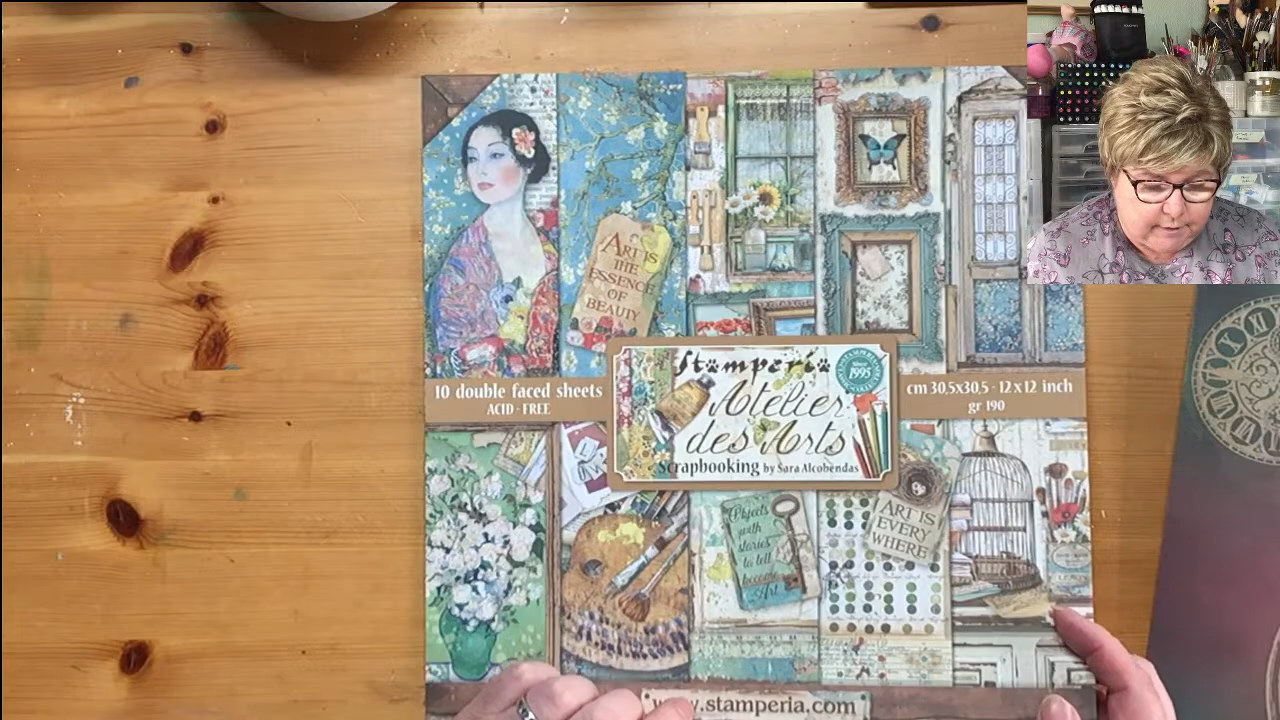 ART IS
THE
ESSENCE
OF
BEAUTY
10 double faced sheets
ACID - FREE
Stamperia
Since
1995
Atelier
des Arts
Scrapbooking by Sara Alcobendas
cm 30,5x30,5 - 12x12 inch
gr 190
Objects
with
stories
to tell
become
Art
ART IS
EVERY
WHERE
www.stamperia.com